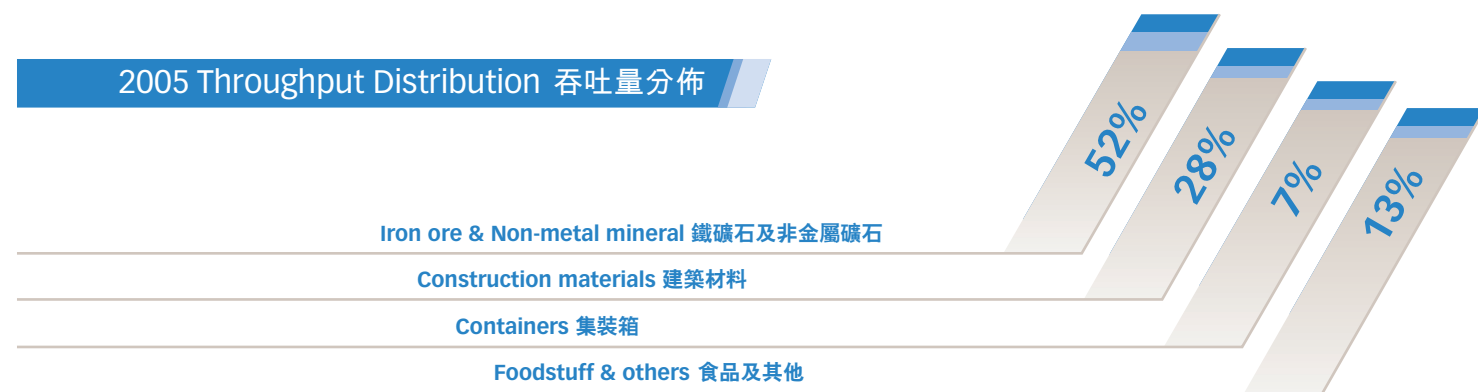 2005 Throughput Distribution 吞吐量分佈
52%
28%
7%
13%
Iron ore & Non-metal mineral 鐵礦石及非金屬礦石
Construction materials 建築材料
Containers 集裝箱
Foodstuff & others 食品及其他